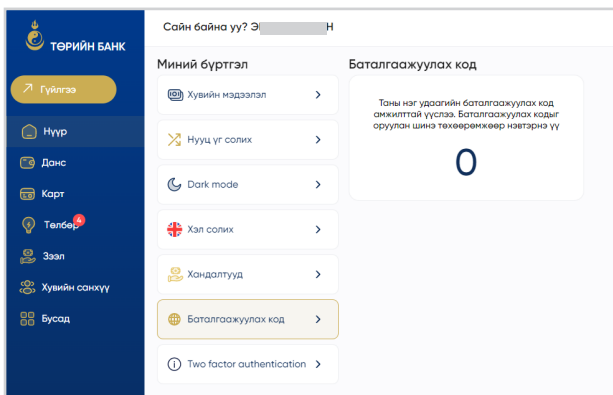 ТӨРИЙН БАНК
Гүйлгээ
Нүүр
Данс
Карт
Төлбөр 4
Зээл
Хувийн санхүү
Бусад
Сайн байна уу? Э Н
Миний бүртгэл
Хувийн мэдээлэл
Нууц үг солих
Dark mode
Хэл солих
Хандалтууд
Баталгаажуулах код
Two factor authentication
Баталгаажуулах код
Таны нэг удаагийн баталгаажуулах код
амжилттай үүслээ. Баталгаажуулах кодыг
оруулан шинэ төхөөрөмжөөр нэвтэрнэ үү
0